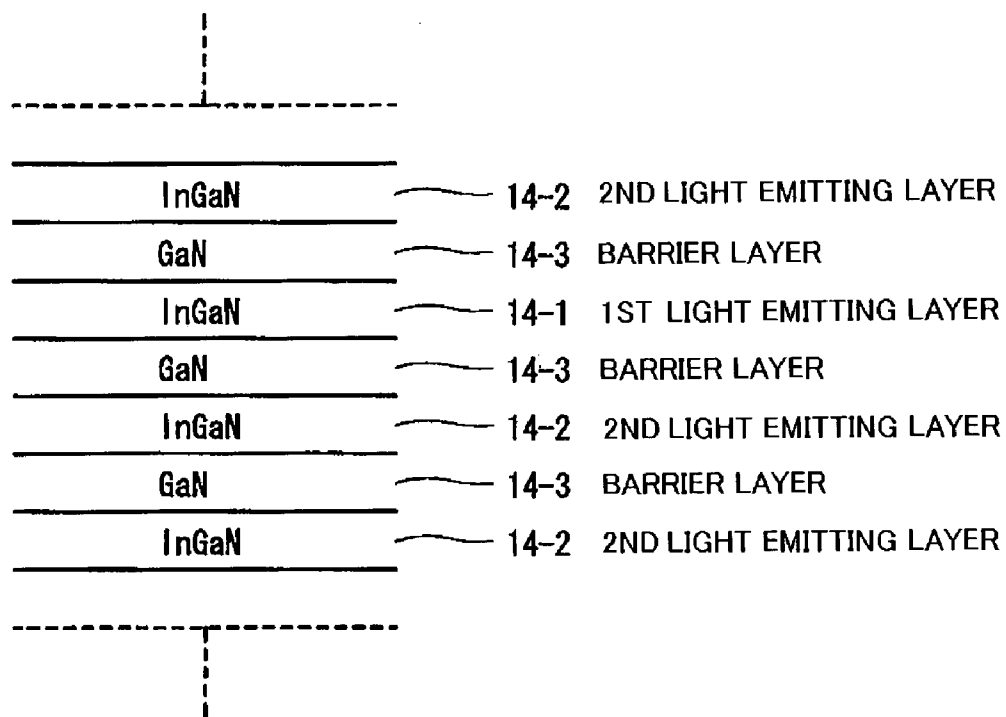 InGaN 14-2 2ND LIGHT EMITTING LAYER
GaN 14-3 BARRIER LAYER
InGaN 14-1 1ST LIGHT EMITTING LAYER
GaN 14-3 BARRIER LAYER
InGaN 14-2 2ND LIGHT EMITTING LAYER
GaN 14-3 BARRIER LAYER
InGaN 14-2 2ND LIGHT EMITTING LAYER